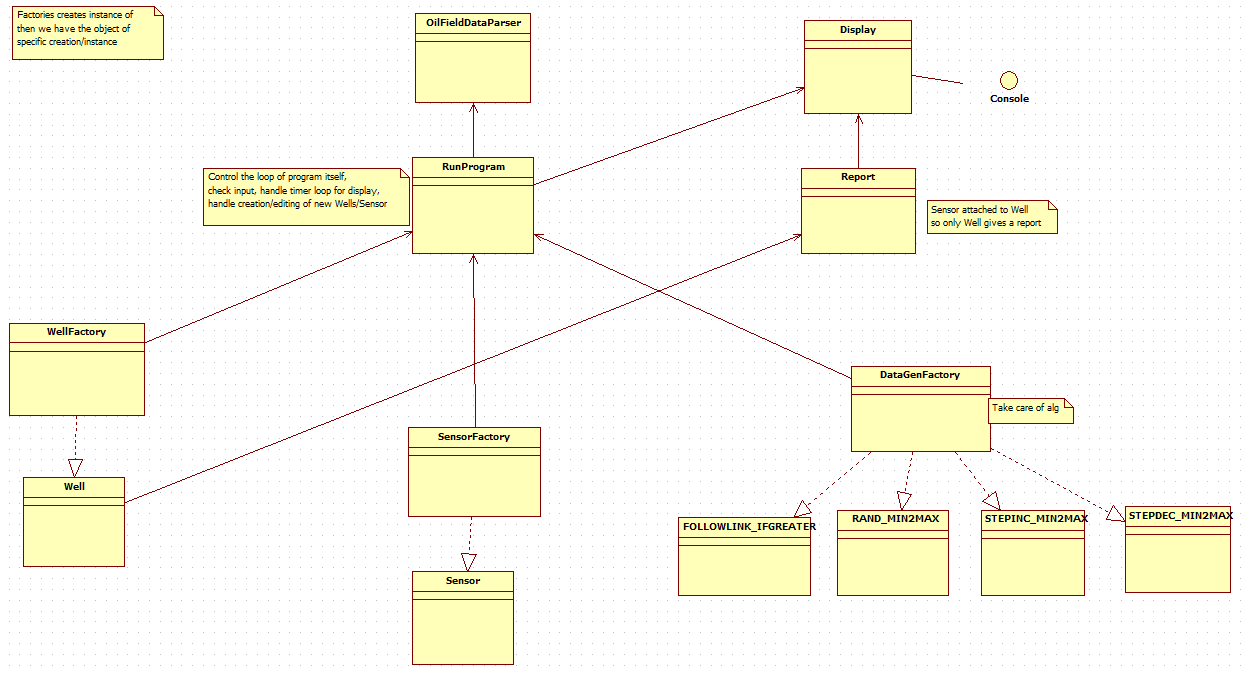 Factories creates instance of
then we have the object of
specific creation/instance
OilFieldDataParser
Display
Console
RunProgram
Control the loop of program itself,
check input, handle timer loop for display,
handle creation/editing of new Wells/Sensor
Report
Sensor attached to Well
so only Well gives a report
WellFactory
DataGenFactory
Take care of alg
SensorFactory
Well
FOLLOWLINK_IFGREATER
RAND_MIN2MAX
STEPINC_MIN2MAX
STEPDEC_MIN2MAX
Sensor